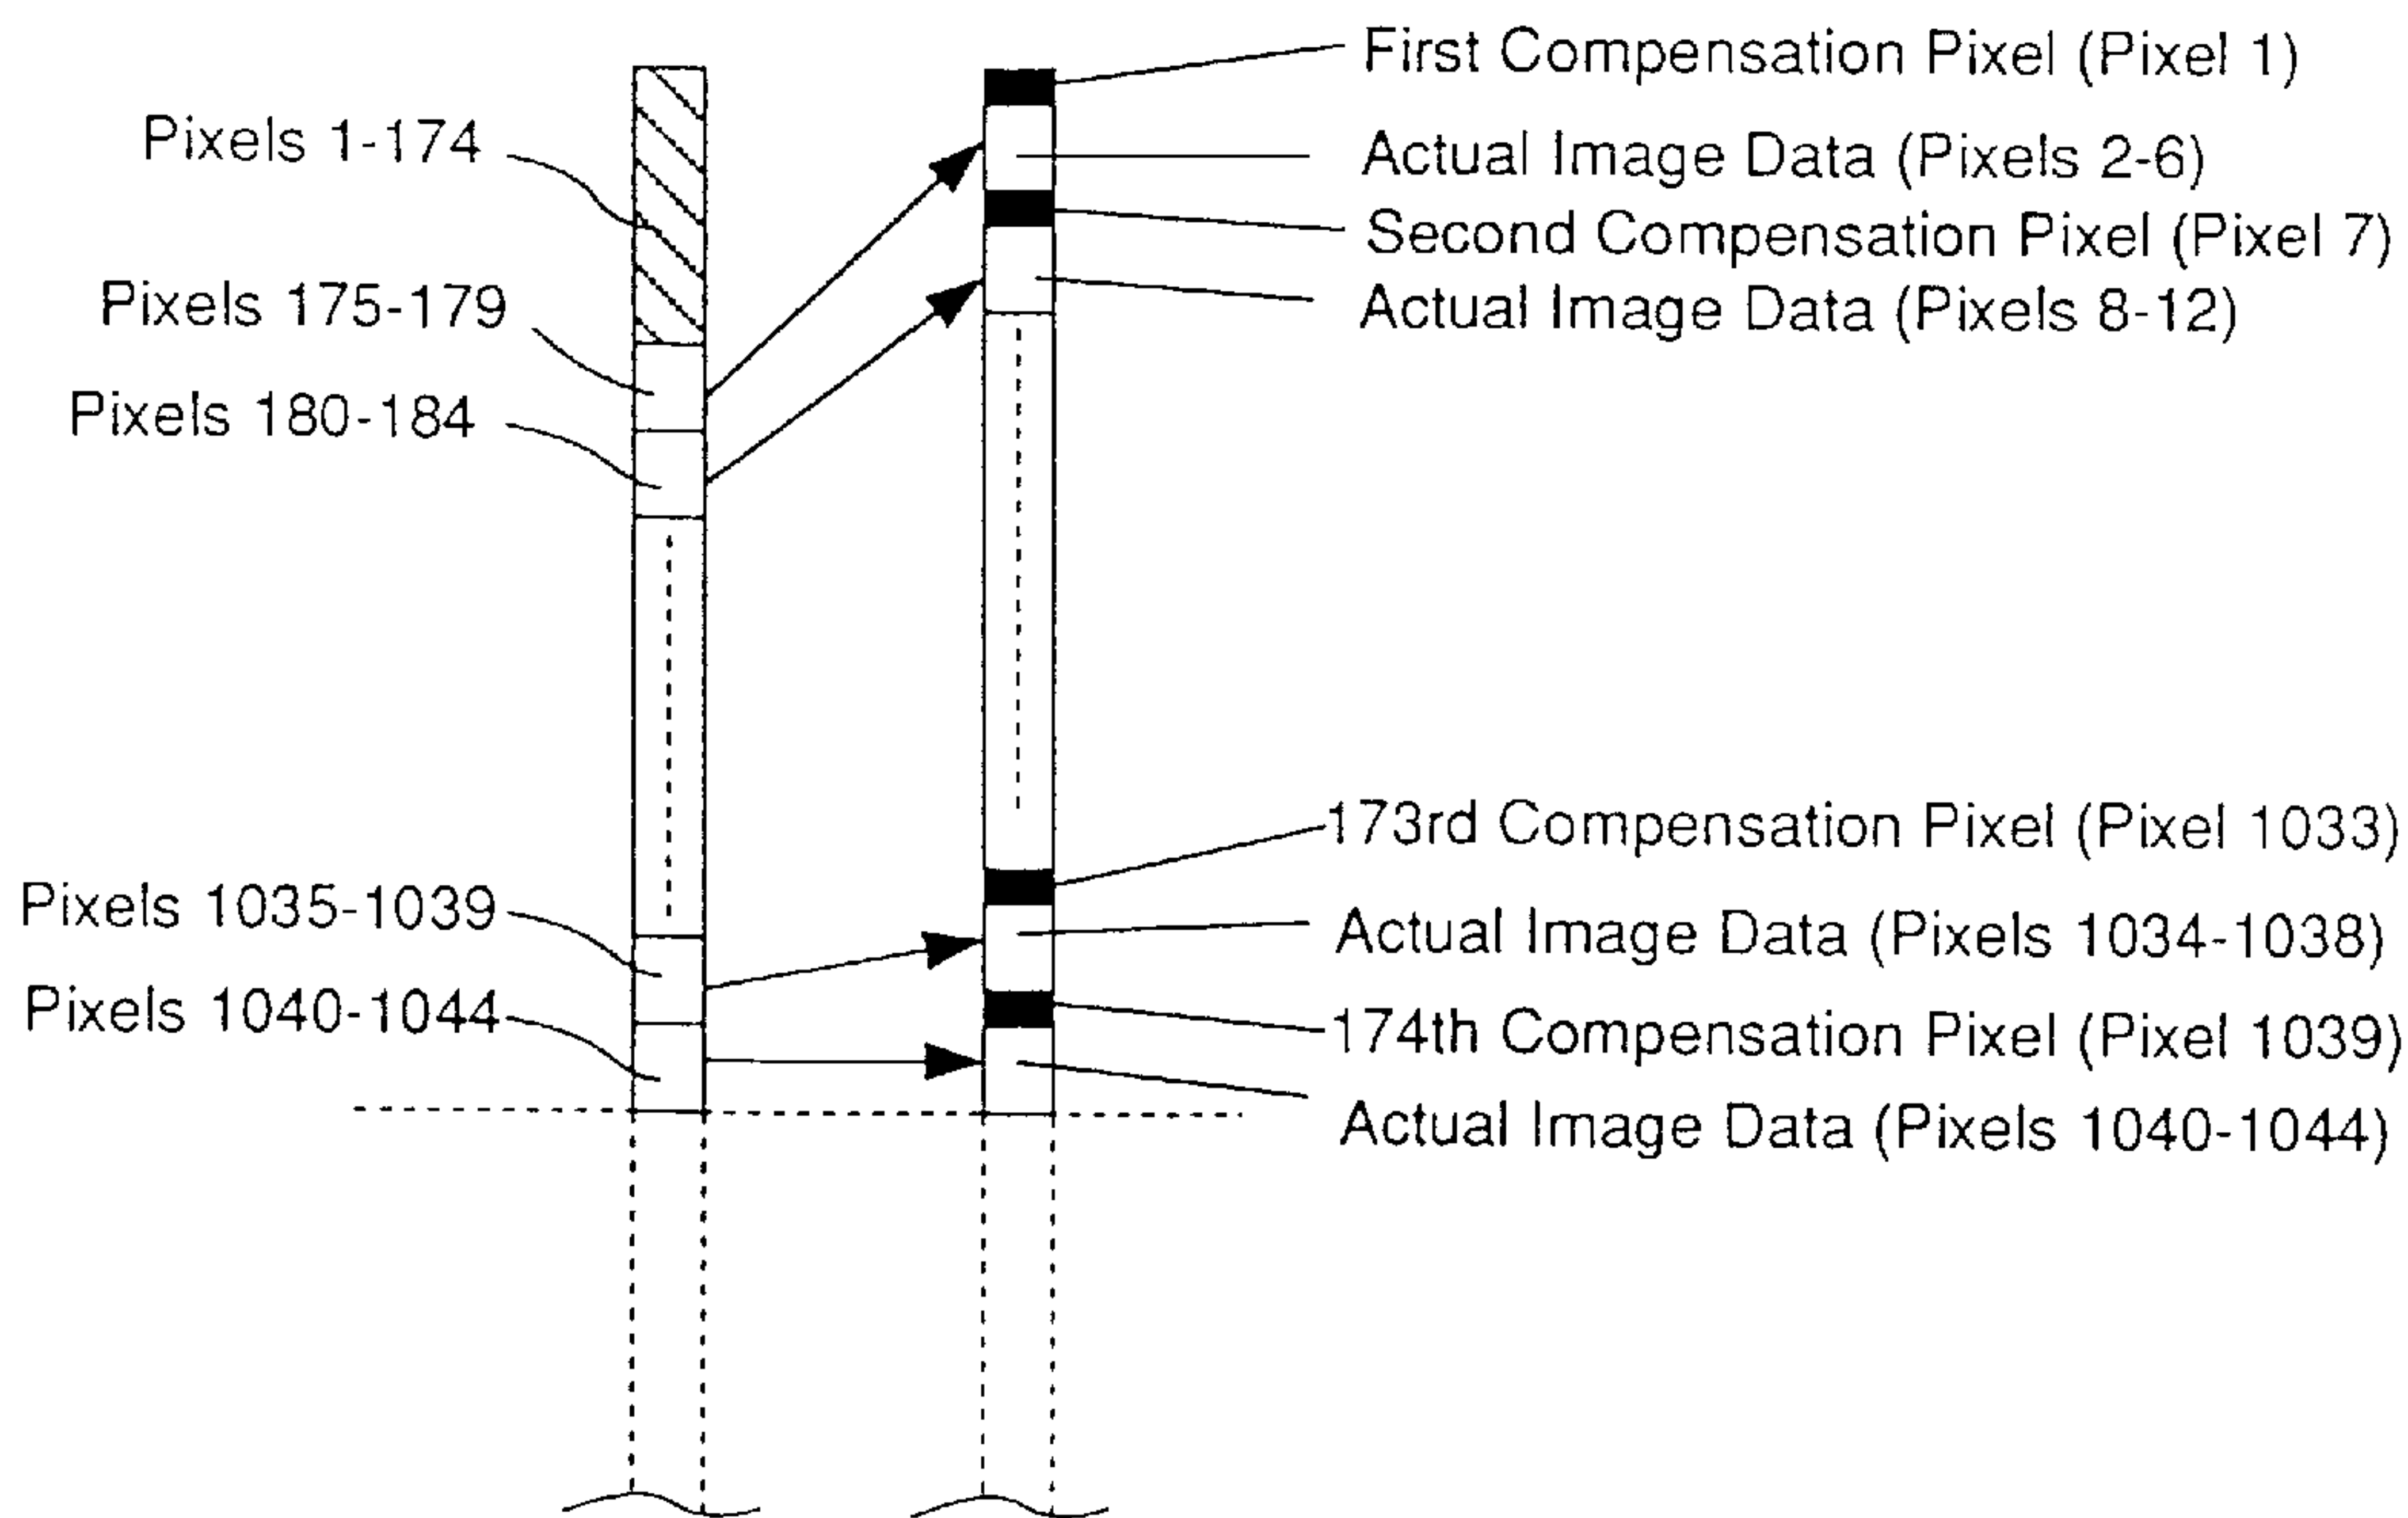 Pixels 1-174
Pixels 175-179
Pixels 180-184
Pixels 1035-1039
Pixels 1040-1044
First Compensation Pixel (Pixel 1)
Actual Image Data (Pixels 2-6)
Second Compensation Pixel (Pixel 7)
Actual Image Data (Pixels 8-12)
173rd Compensation Pixel (Pixel 1033)
Actual Image Data (Pixels 1034-1038)
174th Compensation Pixel (Pixel 1039)
Actual Image Data (Pixels 1040-1044)